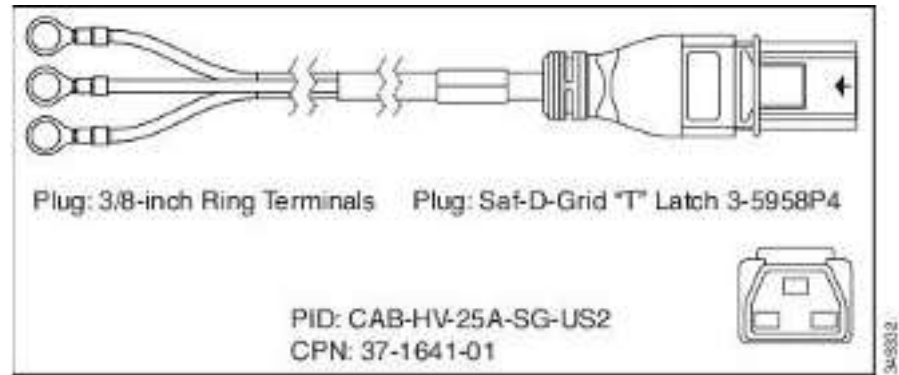 Plug: 3/8-inch Ring Terminals Plug: Saf-D-Grid "T" Latch 3-5958P4
PID: CAB-HV-25A-SG-US2
CPN: 37-1641-01